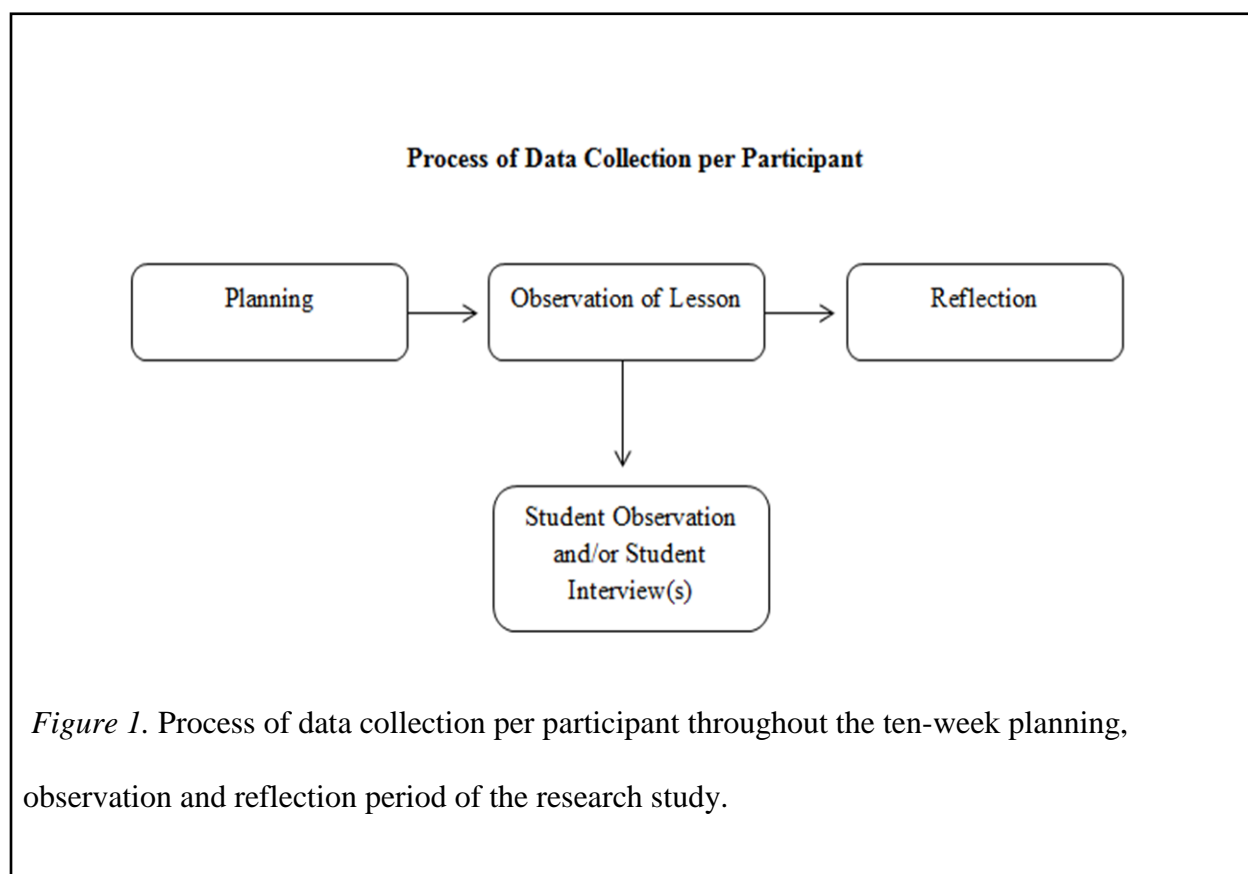 Process of Data Collection per Participant
Planning
Observation of Lesson
Reflection
Student Observation
and/or Student
Interview(s)
Figure 1. Process of data collection per participant throughout the ten-week planning,
observation and reflection period of the research study.